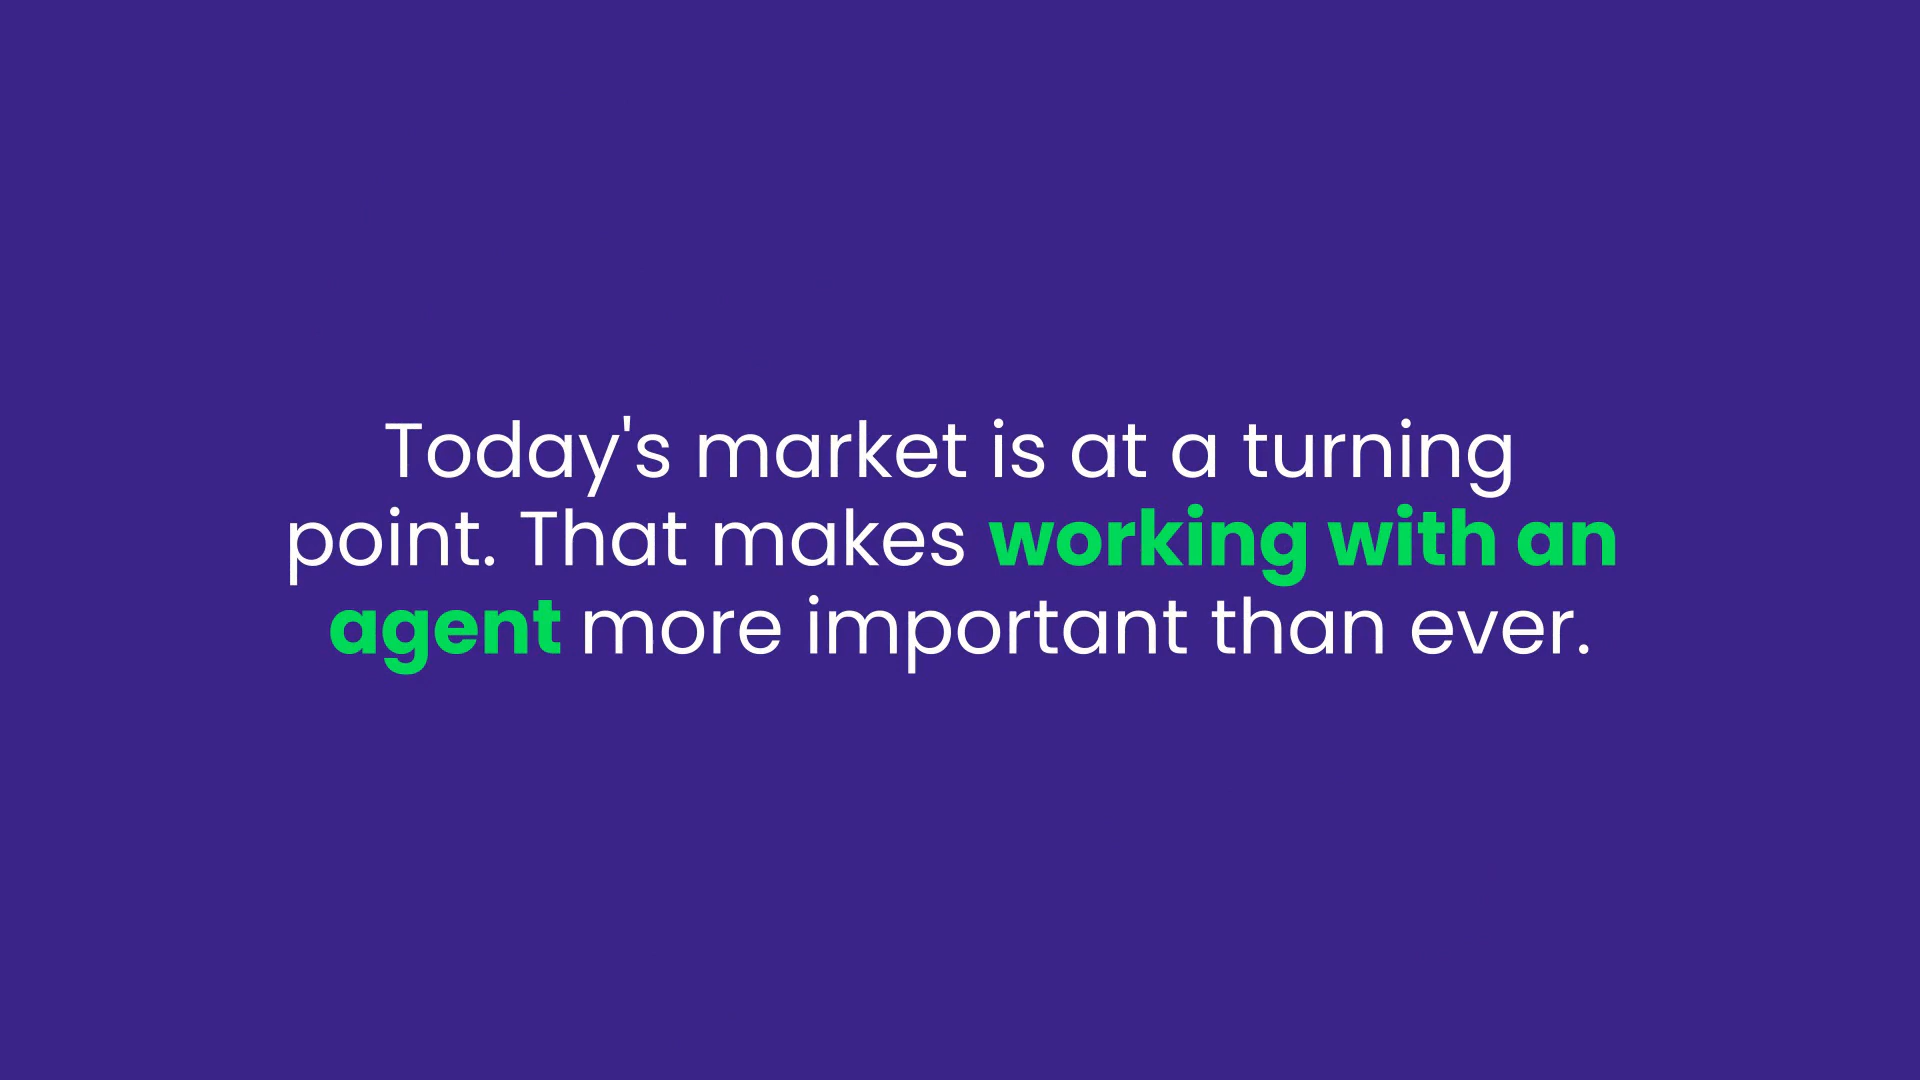 Today's market is at a turning
point. That makes working with an
agent more important than ever.